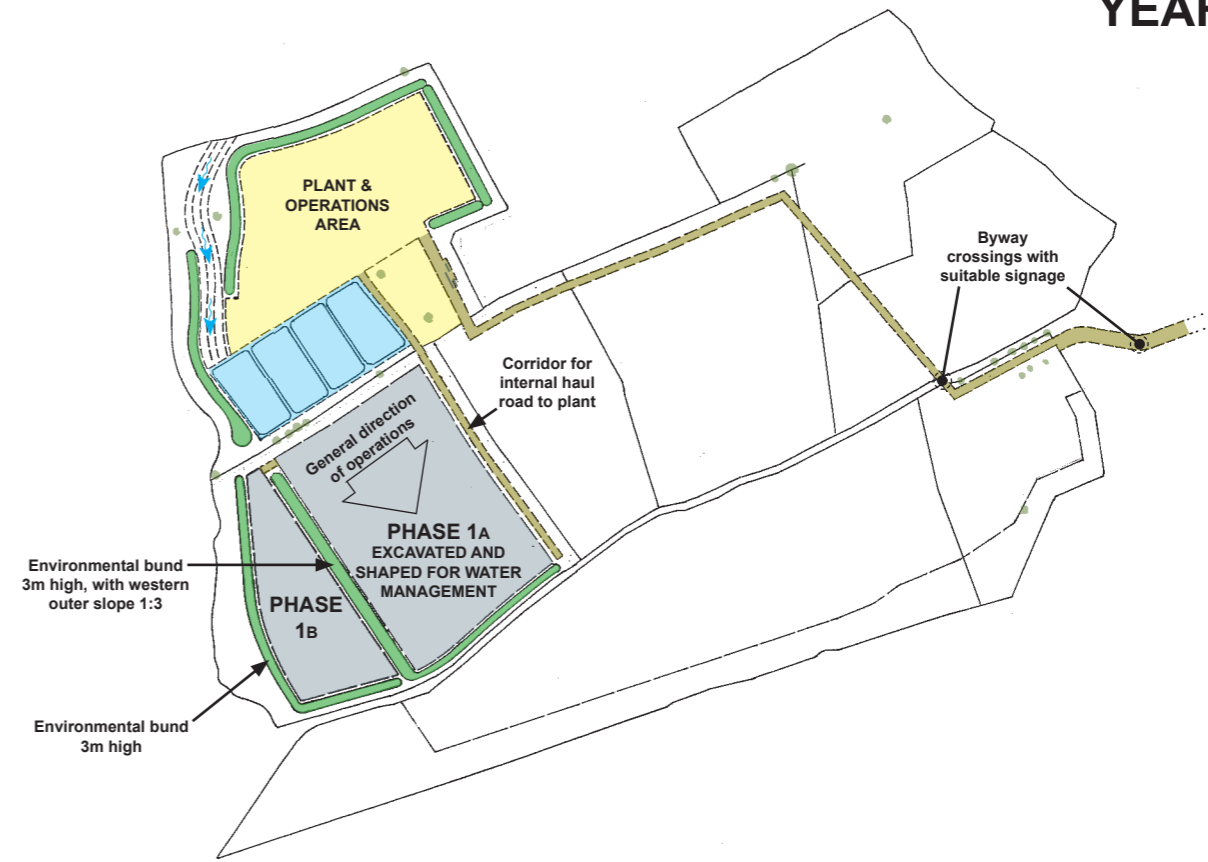 YEAR
PLANT &
OPERATIONS
AREA
Byway
crossings with
suitable signage
Corridor for
internal haul
road to plant
General direction
of operations
PHASE 1A
EXCAVATED AND
SHAPED FOR WATER
MANAGEMENT
Environmental bund
3m high, with western
outer slope 1:3
PHASE
1B
Environmental bund
3m high